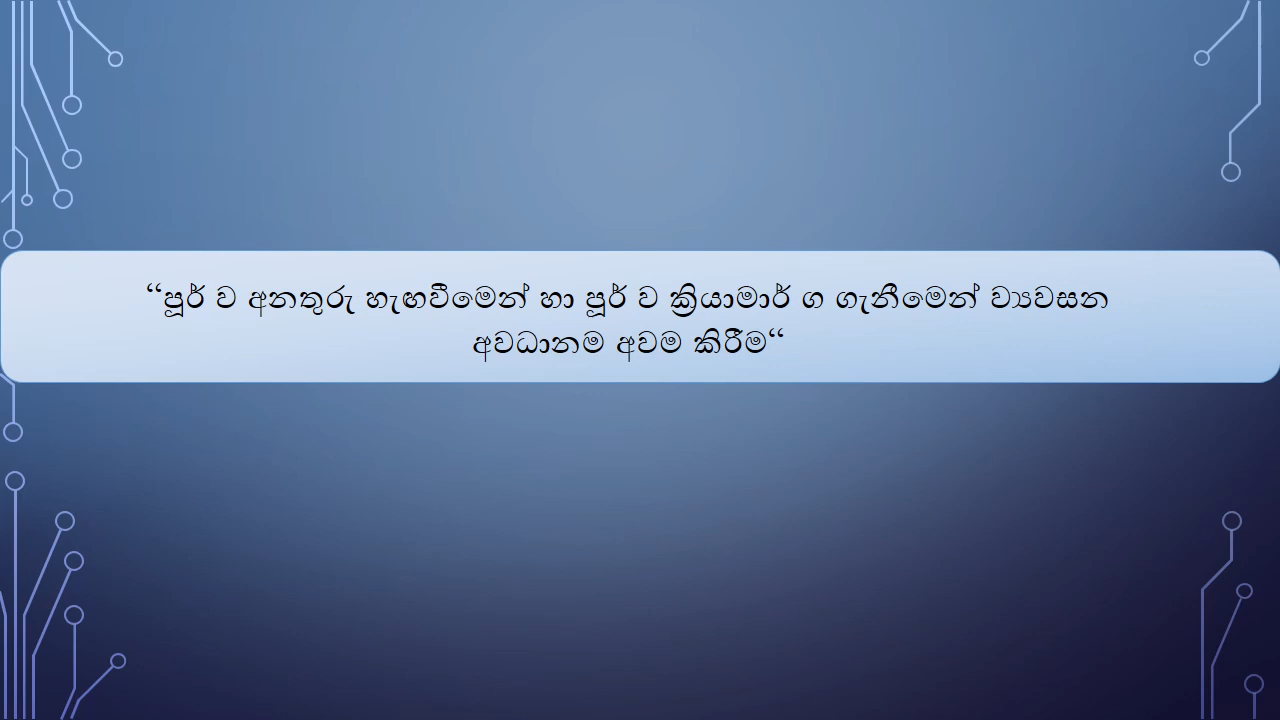 ‘‘පූර් ව අනතුරු හැඟවීමෙන් හා පූර් ව ක්‍රියාමාර් ග ගැනීමෙන් ව්‍යවසන
අවධානම අවම කිරීම‘‘